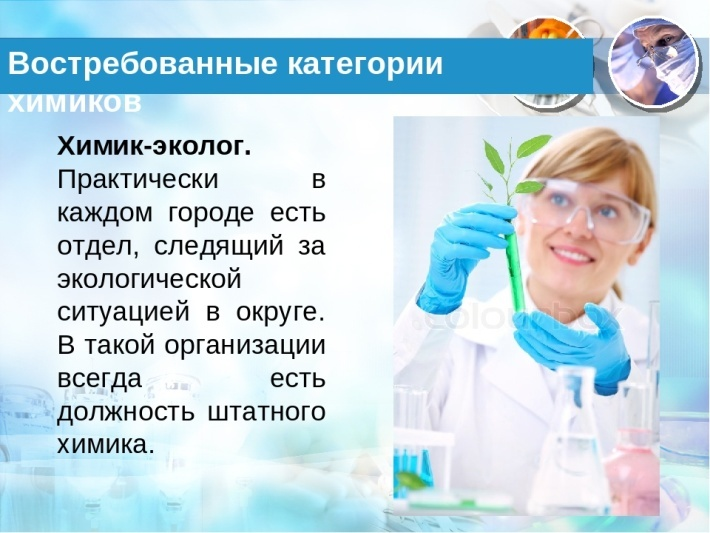 Востребованные категории
химиков
Химик-эколог.
Практически в
каждом городе есть
отдел, следящий за
экологической
ситуацией в округе.
В такой организации
всегда есть
должность штатного
химика.